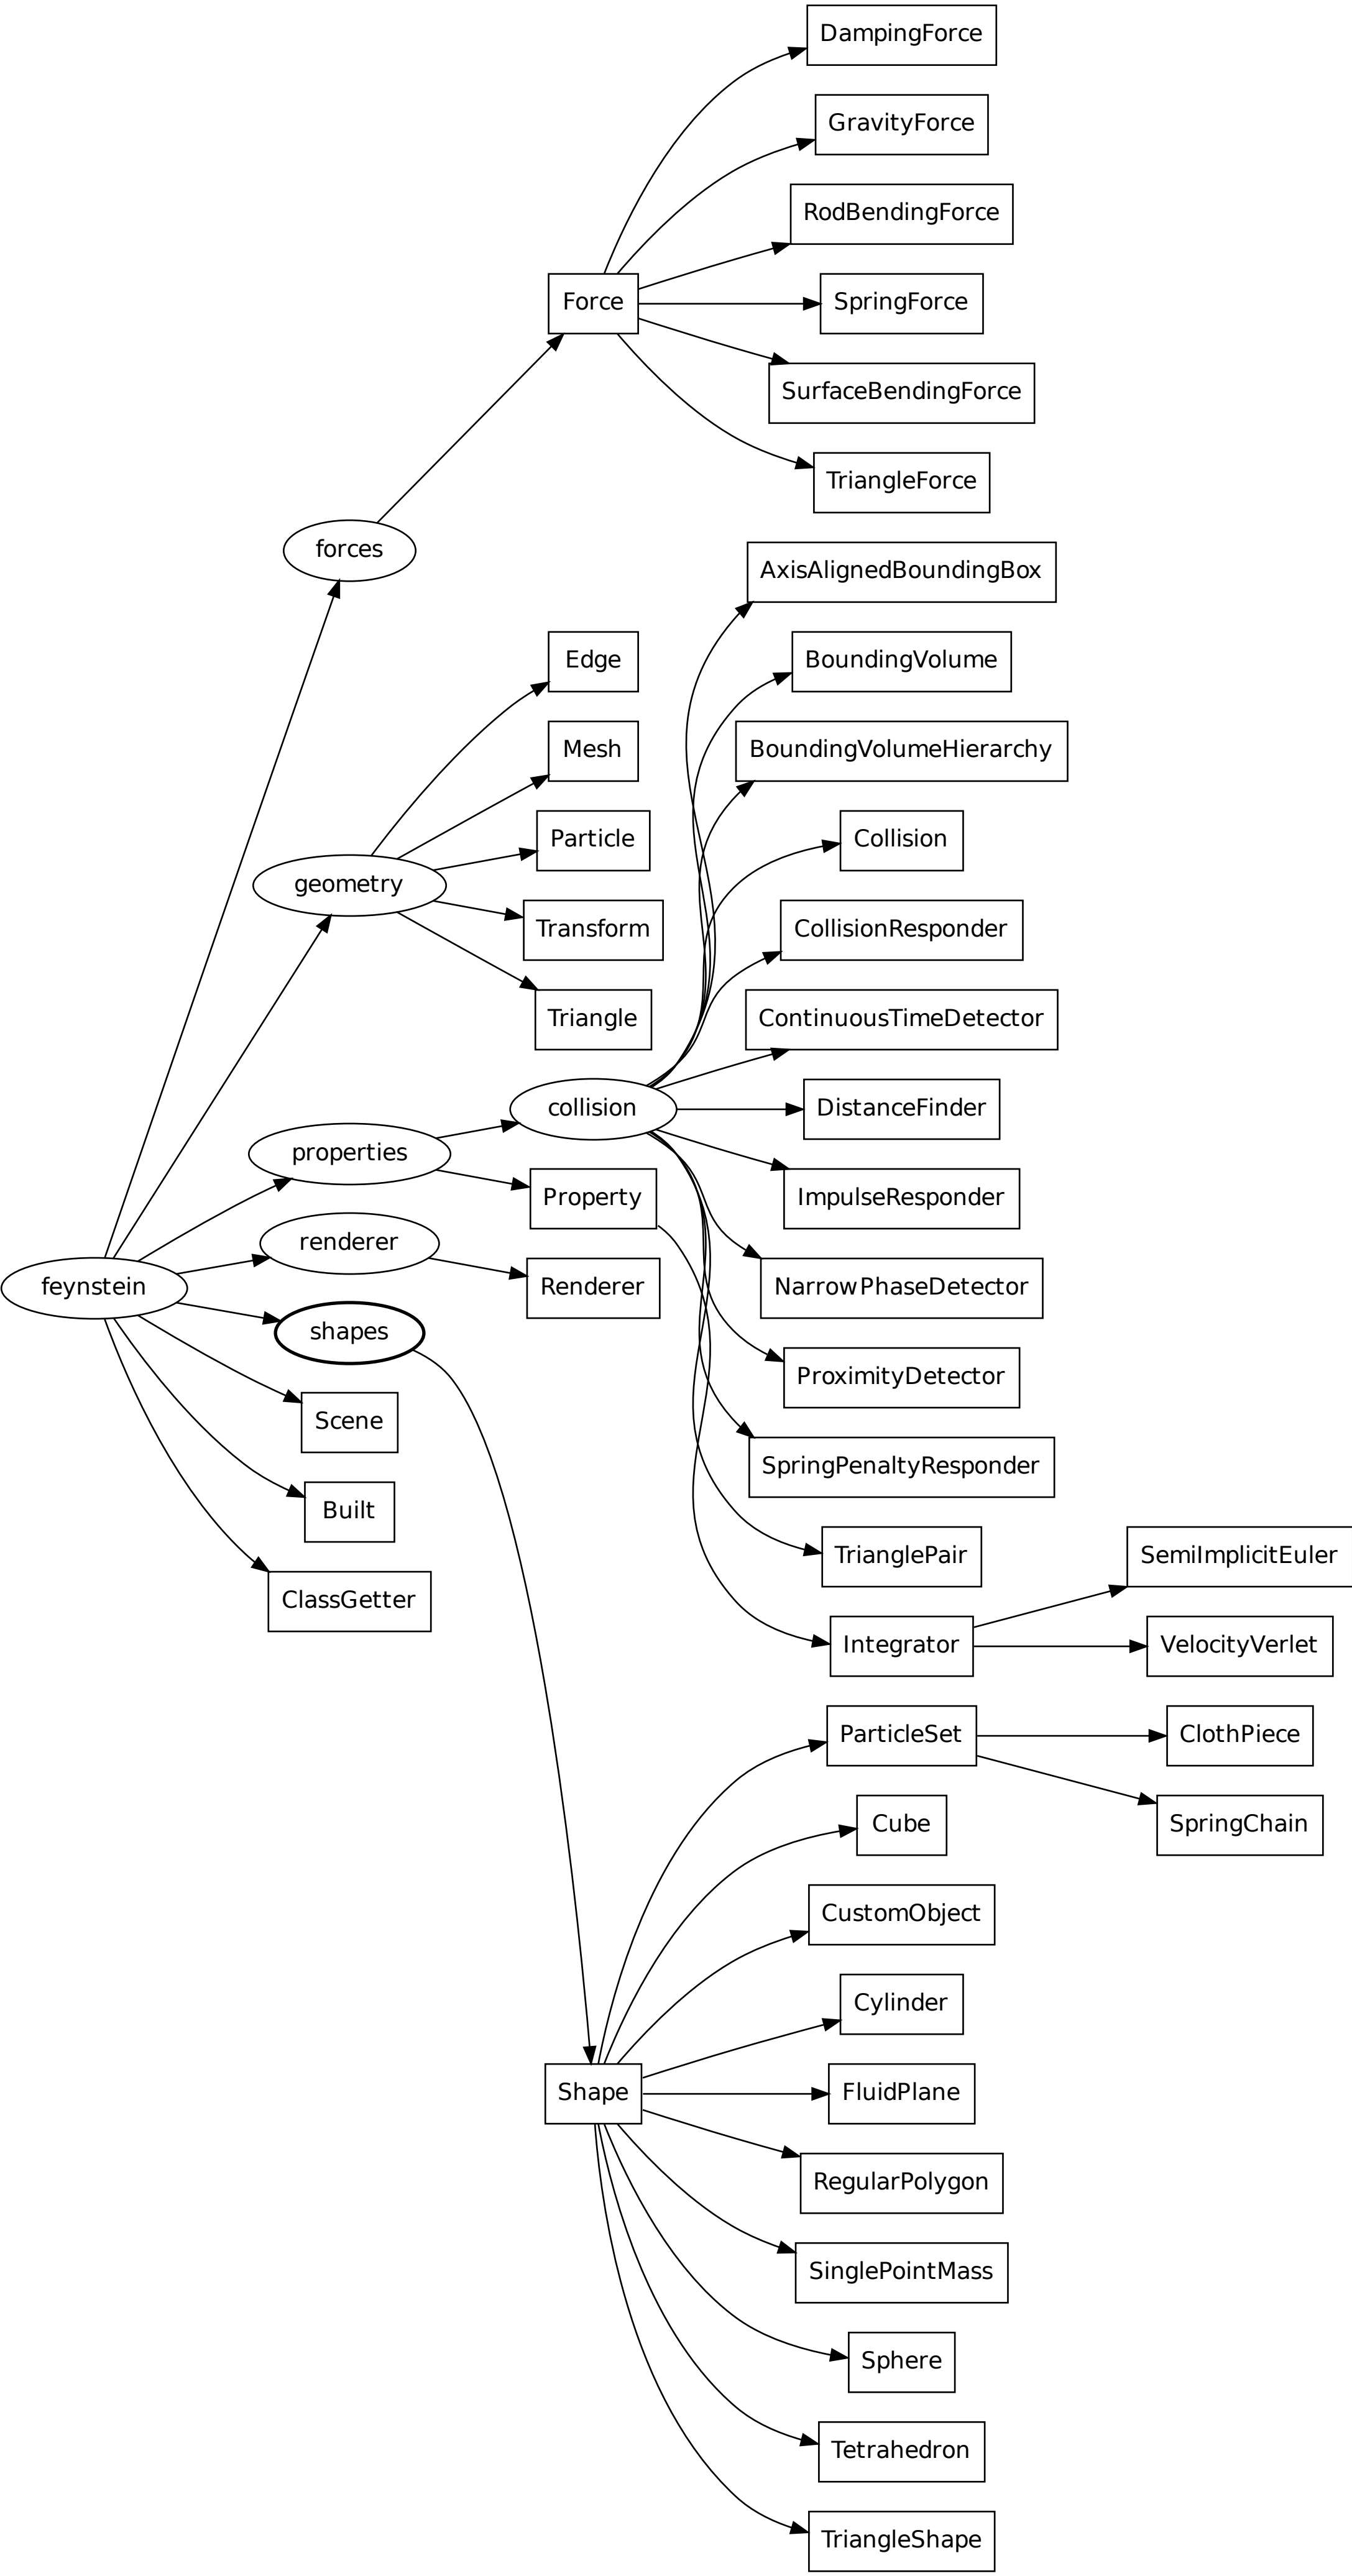 DampingForce
GravityForce
RodBendingForce
Force
SpringForce
SurfaceBendingForce
TriangleForce
forces
AxisAlignedBoundingBox
Edge
BoundingVolume
Mesh
BoundingVolumeHierarchy
Particle
Collision
geometry
Transform
CollisionResponder
Triangle
ContinuousTimeDetector
collision
DistanceFinder
properties
Property
ImpulseResponder
renderer
feynstein
Renderer
NarrowPhaseDetector
shapes
ProximityDetector
Scene
SpringPenaltyResponder
Built
TrianglePair
SemiImplicitEuler
ClassGetter
Integrator
VelocityVerlet
ParticleSet
ClothPiece
Cube
SpringChain
CustomObject
Cylinder
Shape
FluidPlane
RegularPolygon
SinglePointMass
Sphere
Tetrahedron
TriangleShape